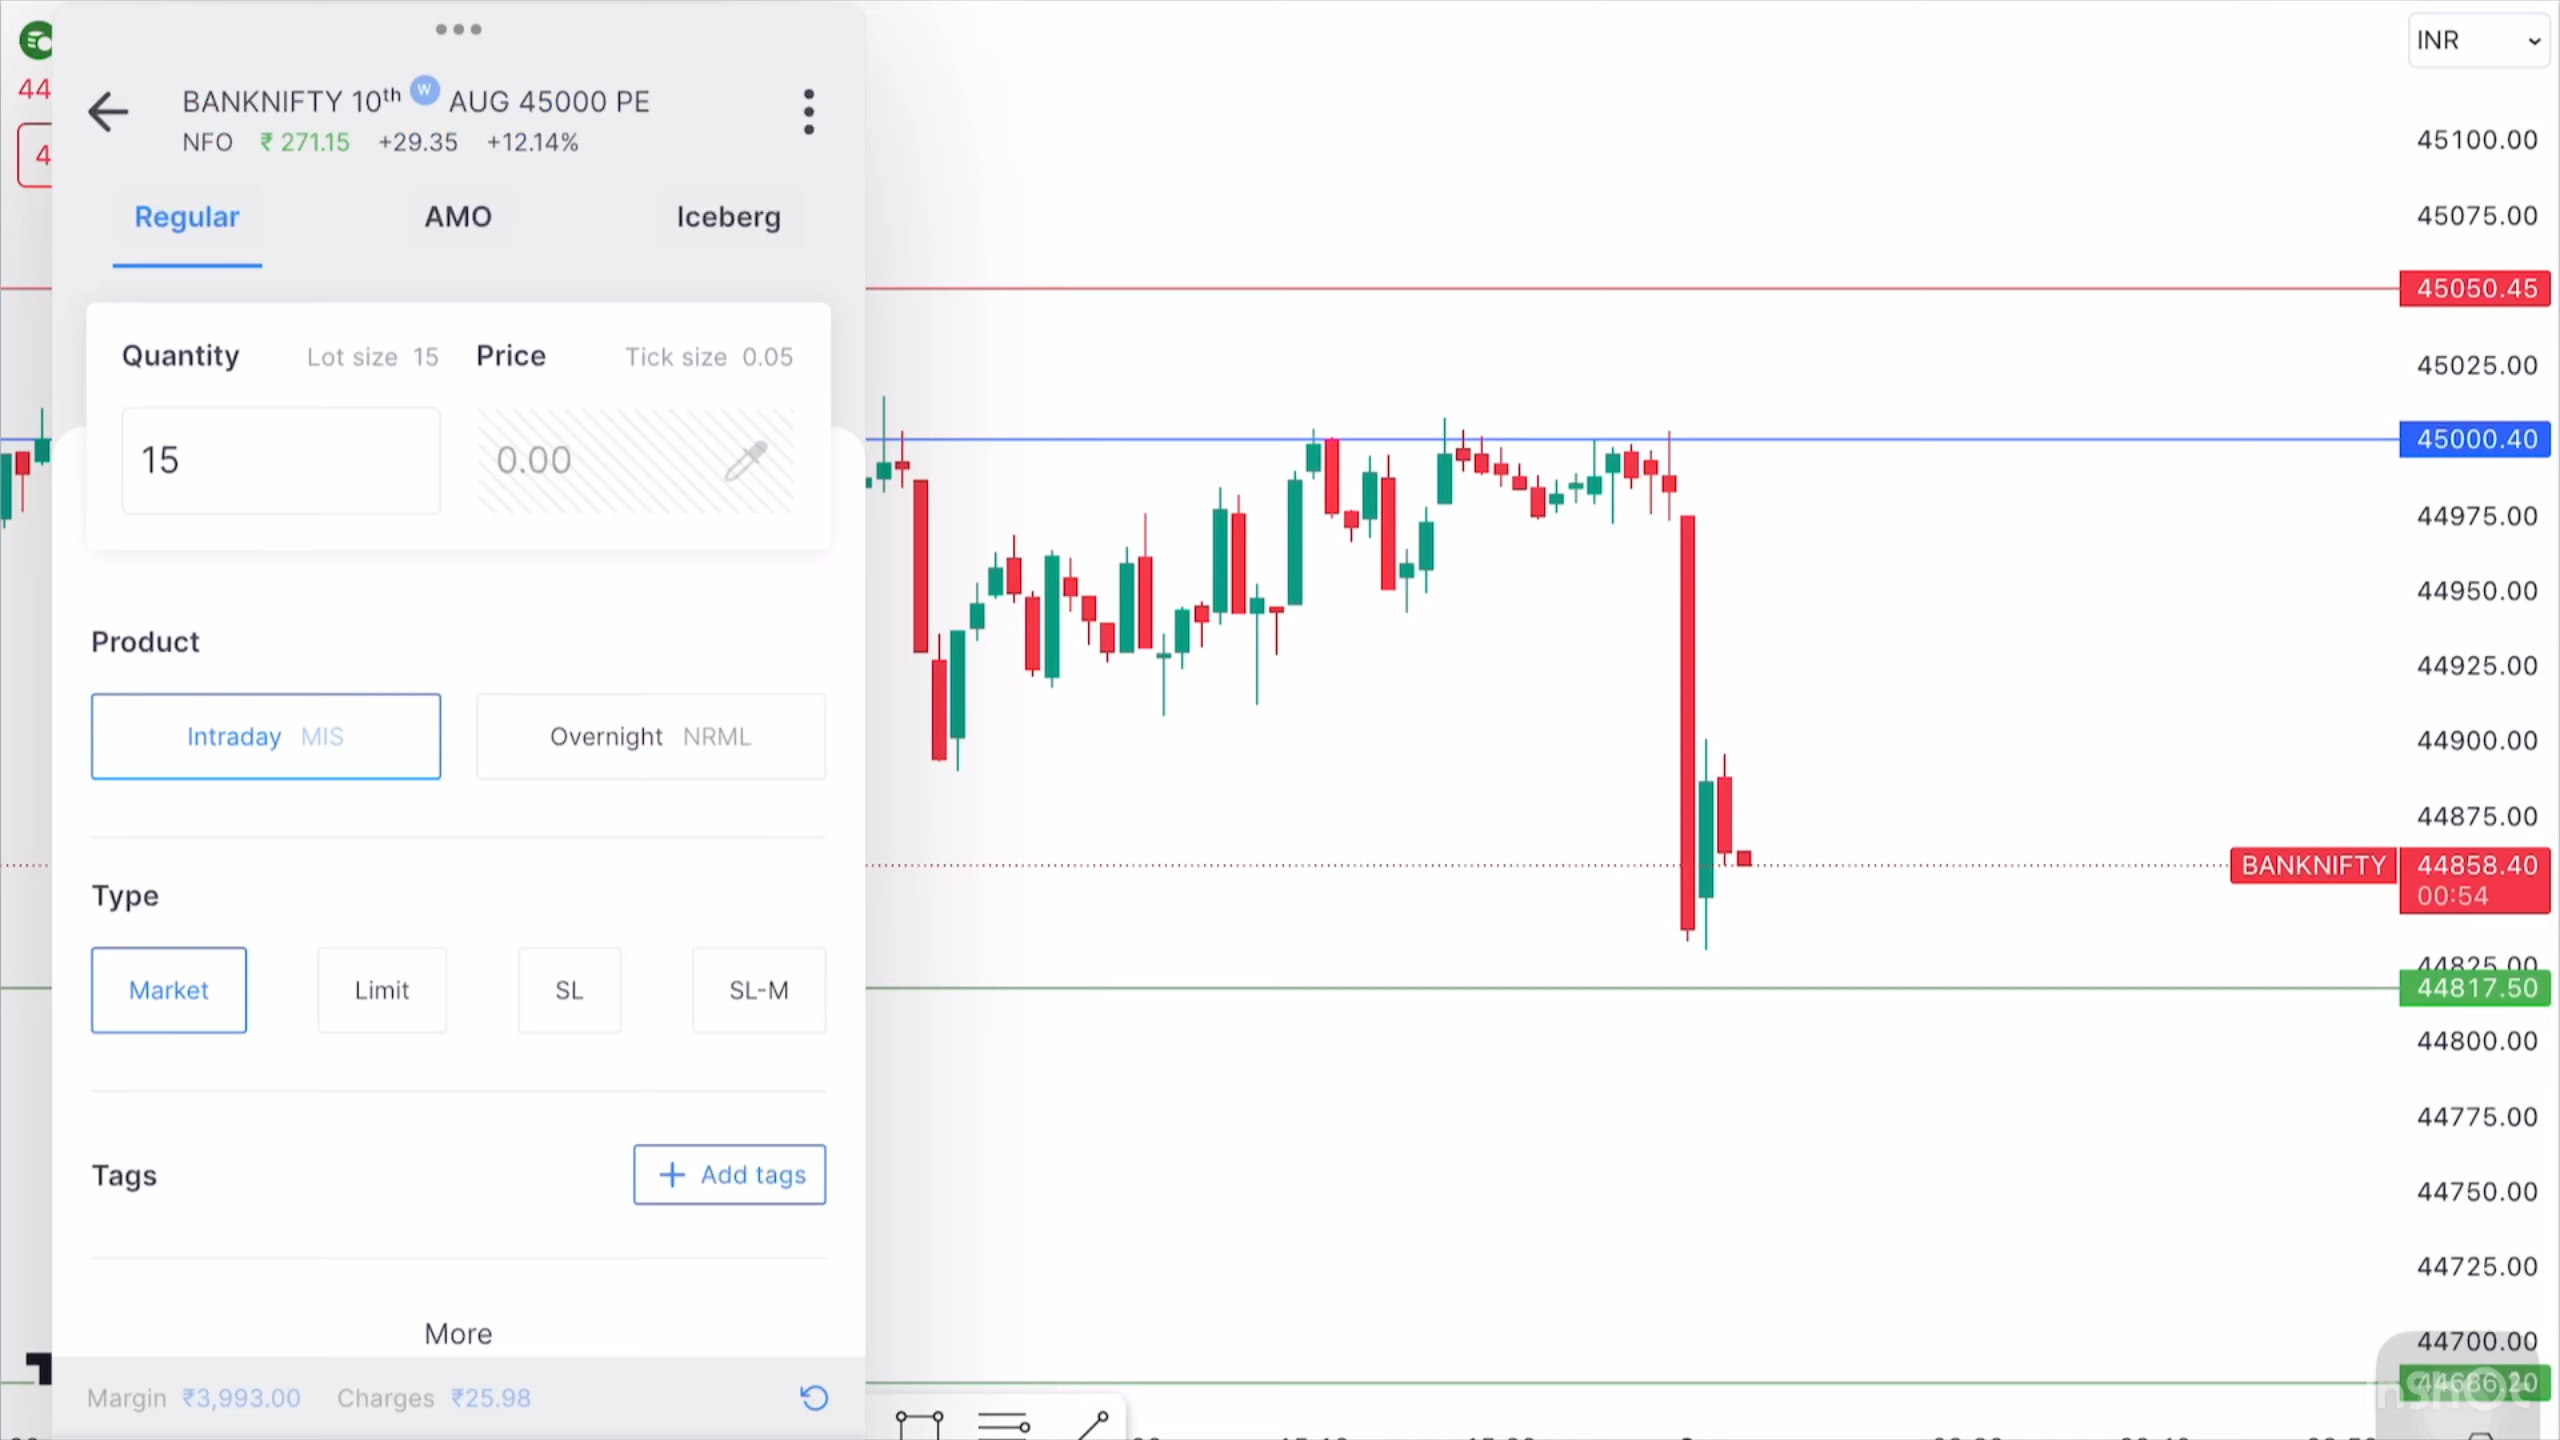 INR
44
BANKNIFTY 10th W AUG 45000 PE
NFO ₹ 271.15 +29.35 +12.14%
4
Regular AMO Iceberg
Quantity Lot size 15 Price Tick size 0.05
15 0.00
Product
Intraday MIS Overnight NRML
Type
Market Limit SL SL-M
Tags + Add tags
More
Margin ₹3,993.00 Charges ₹25.98
45100.00
45075.00
45050.45
45025.00
45000.40
44975.00
44950.00
44925.00
44900.00
44875.00
BANKNIFTY 44858.40
00:54
44825.00
44817.50
44800.00
44775.00
44750.00
44725.00
44700.00
44686.20
InShOt